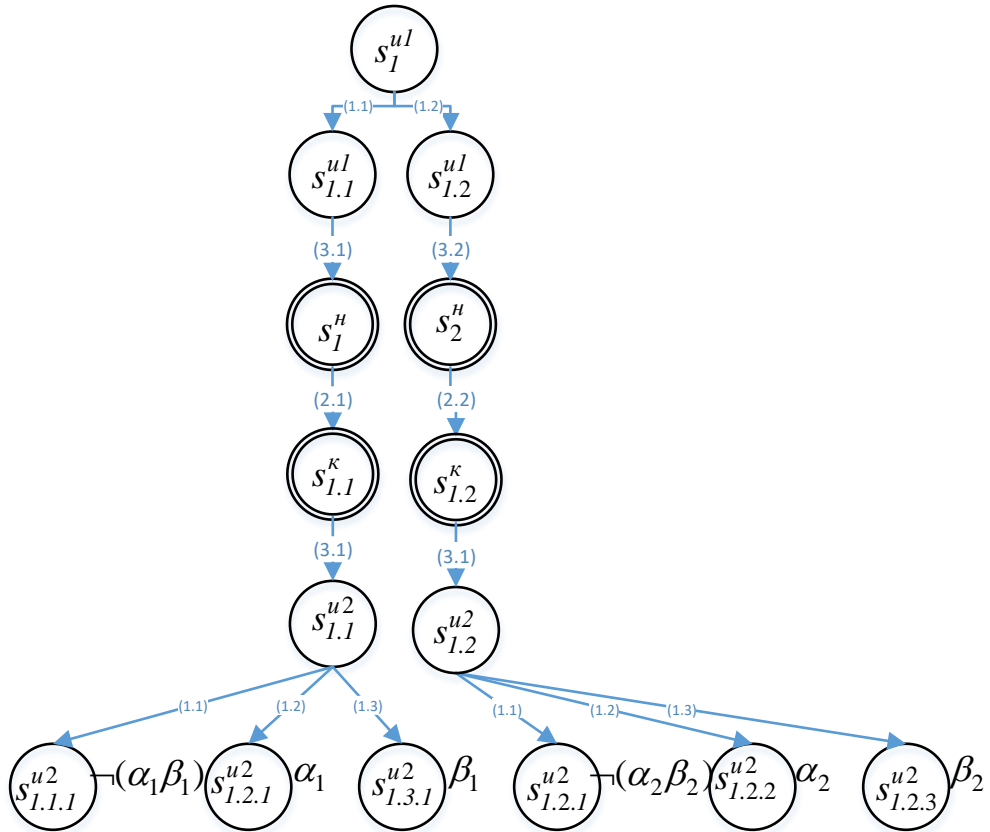 s_1^{u1}
(1.1) (1.2)
s_{1.1}^{u1} s_{1.2}^{u1}
(3.1) (3.2)
s_1^н s_2^н
(2.1) (2.2)
s_{1.1}^к s_{1.2}^к
(3.1) (3.1)
s_{1.1}^{u2} s_{1.2}^{u2}
(1.1) (1.2) (1.3) (1.1) (1.2) (1.3)
s_{1.1.1}^{u2} ¬(α_1β_1) s_{1.2.1}^{u2} α_1 s_{1.3.1}^{u2} β_1 s_{1.2.1}^{u2} ¬(α_2β_2) s_{1.2.2}^{u2} α_2 s_{1.2.3}^{u2} β_2